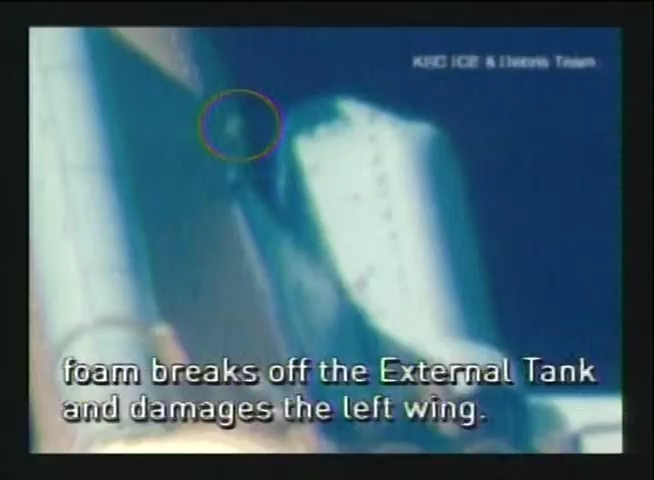 KSC ICE & Debris Team
foam breaks off the External Tank
and damages the left wing.